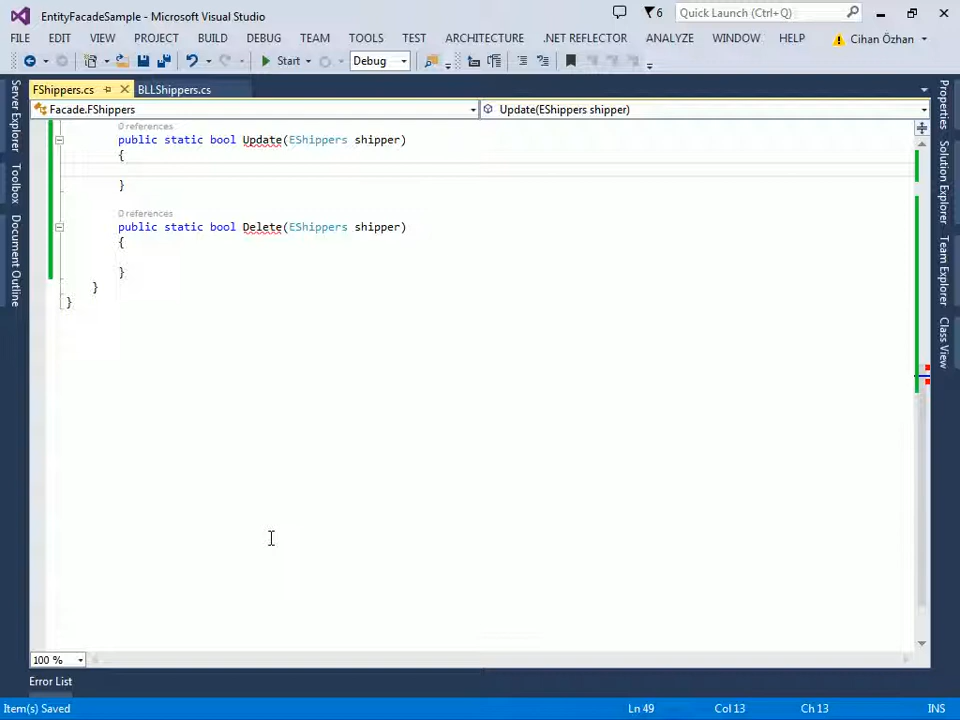 EntityFacadeSample - Microsoft Visual Studio
6
Quick Launch (Ctrl+Q)
FILE EDIT VIEW PROJECT BUILD DEBUG TEAM TOOLS TEST ARCHITECTURE .NET REFLECTOR ANALYZE WINDOW HELP Cihan Özhan
Start Debug
FShippers.cs BLLShippers.cs
Facade.FShippers Update(EShippers shipper)
0 references
public static bool Update(EShippers shipper)
{
}
0 references
public static bool Delete(EShippers shipper)
{
}
}
}
Server Explorer
Toolbox
Document Outline
Properties
Solution Explorer
Team Explorer
Class View
100 %
Error List
Item(s) Saved Ln 49 Col 13 Ch 13 INS